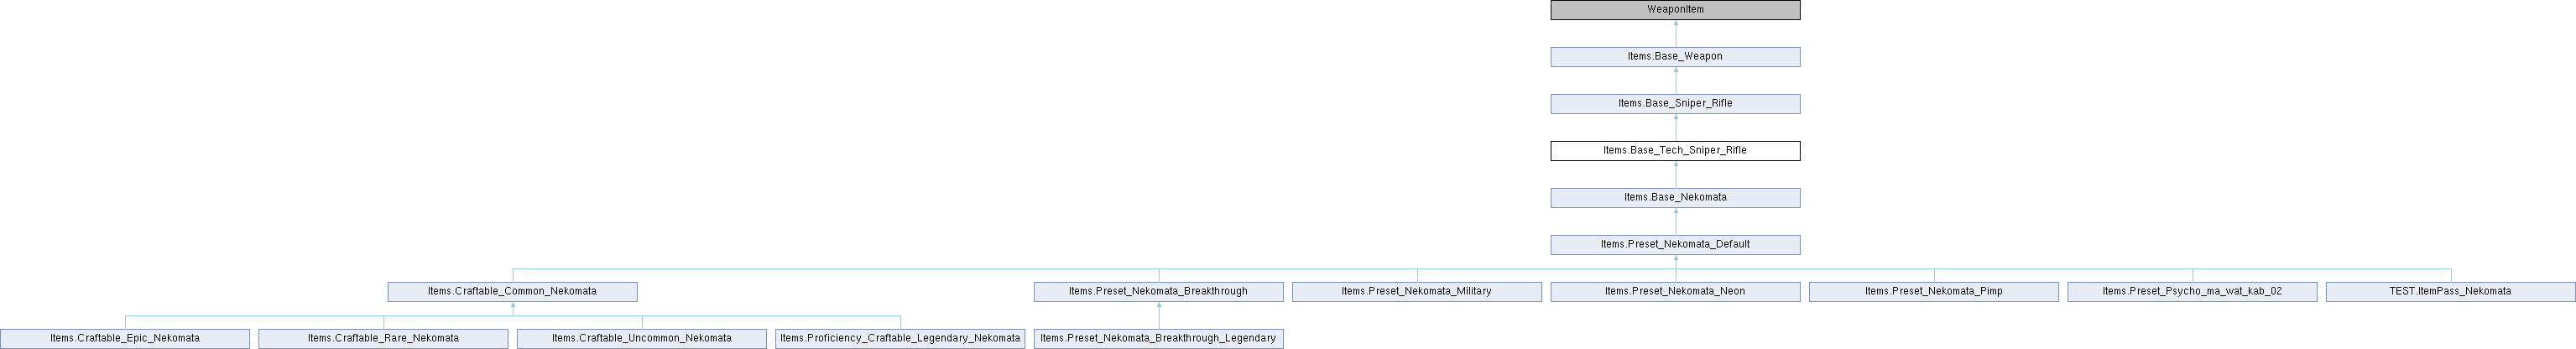 WeaponItem
Items.Base_Weapon
Items.Base_Sniper_Rifle
Items.Base_Tech_Sniper_Rifle
Items.Base_Nekomata
Items.Preset_Nekomata_Default
Items.Craftable_Common_Nekomata
Items.Preset_Nekomata_Breakthrough
Items.Preset_Nekomata_Military
Items.Preset_Nekomata_Neon
Items.Preset_Nekomata_Pimp
Items.Preset_Psycho_ma_wat_kab_02
TEST.ItemPass_Nekomata
Items.Craftable_Epic_Nekomata
Items.Craftable_Rare_Nekomata
Items.Craftable_Uncommon_Nekomata
Items.Proficiency_Craftable_Legendary_Nekomata
Items.Preset_Nekomata_Breakthrough_Legendary